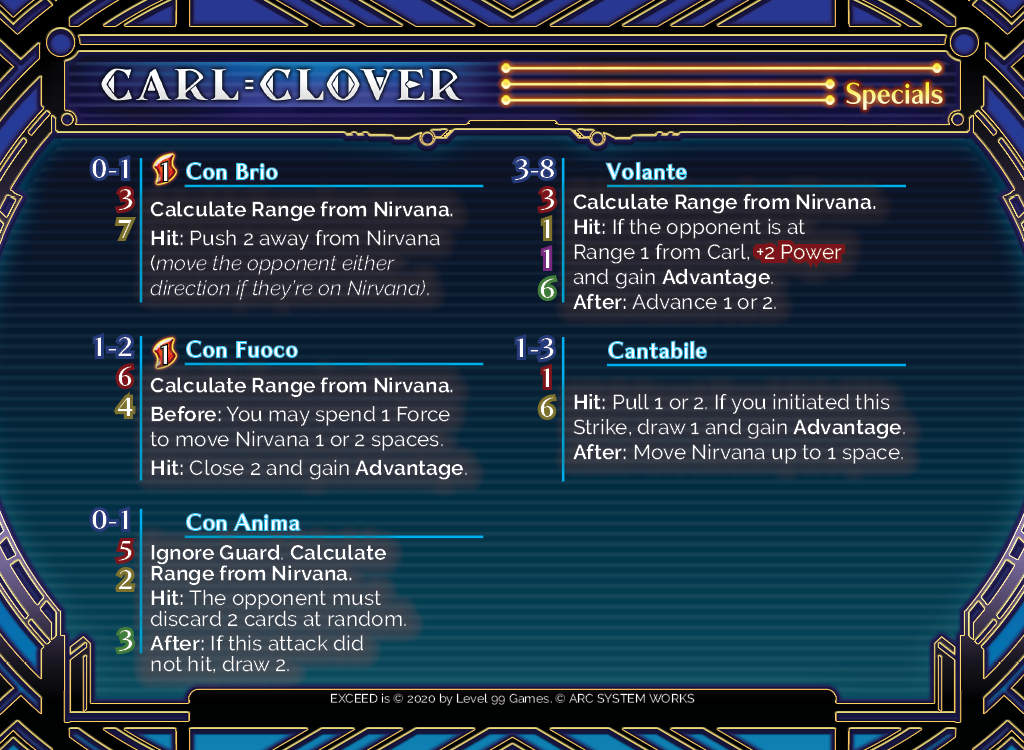 CARL=CLOVER
Specials
0-1
1
Con Brio
3
7
Calculate Range from Nirvana.
Hit: Push 2 away from Nirvana
(move the opponent either
direction if they're on Nirvana).
1-2
1
Con Fuoco
6
4
Calculate Range from Nirvana.
Before: You may spend 1 Force
to move Nirvana 1 or 2 spaces.
Hit: Close 2 and gain Advantage.
0-1
Con Anima
5
2
3
Ignore Guard. Calculate
Range from Nirvana.
Hit: The opponent must
discard 2 cards at random.
After: If this attack did
not hit, draw 2.
3-8
Volante
3
1
1
6
Calculate Range from Nirvana.
Hit: If the opponent is at
Range 1 from Carl, +2 Power
and gain Advantage.
After: Advance 1 or 2.
1-3
Cantabile
1
6
Hit: Pull 1 or 2. If you initiated this
Strike, draw 1 and gain Advantage.
After: Move Nirvana up to 1 space.
EXCEED is © 2020 by Level 99 Games. © ARC SYSTEM WORKS